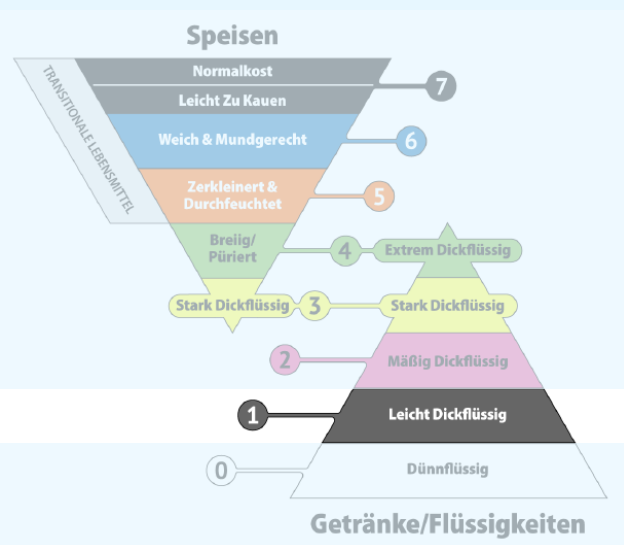 Speisen
TRANSITIONALE LEBENSMITTEL
Normalkost
Leicht Zu Kauen
7
Weich & Mundgerecht
6
Zerkleinert &
Durchfeuchtet
5
Breiig/
Püriert
4
Extrem Dickflüssig
Stark Dickflüssig
3
Stark Dickflüssig
2
Mäßig Dickflüssig
1
Leicht Dickflüssig
0
Dünnflüssig
Getränke/Flüssigkeiten